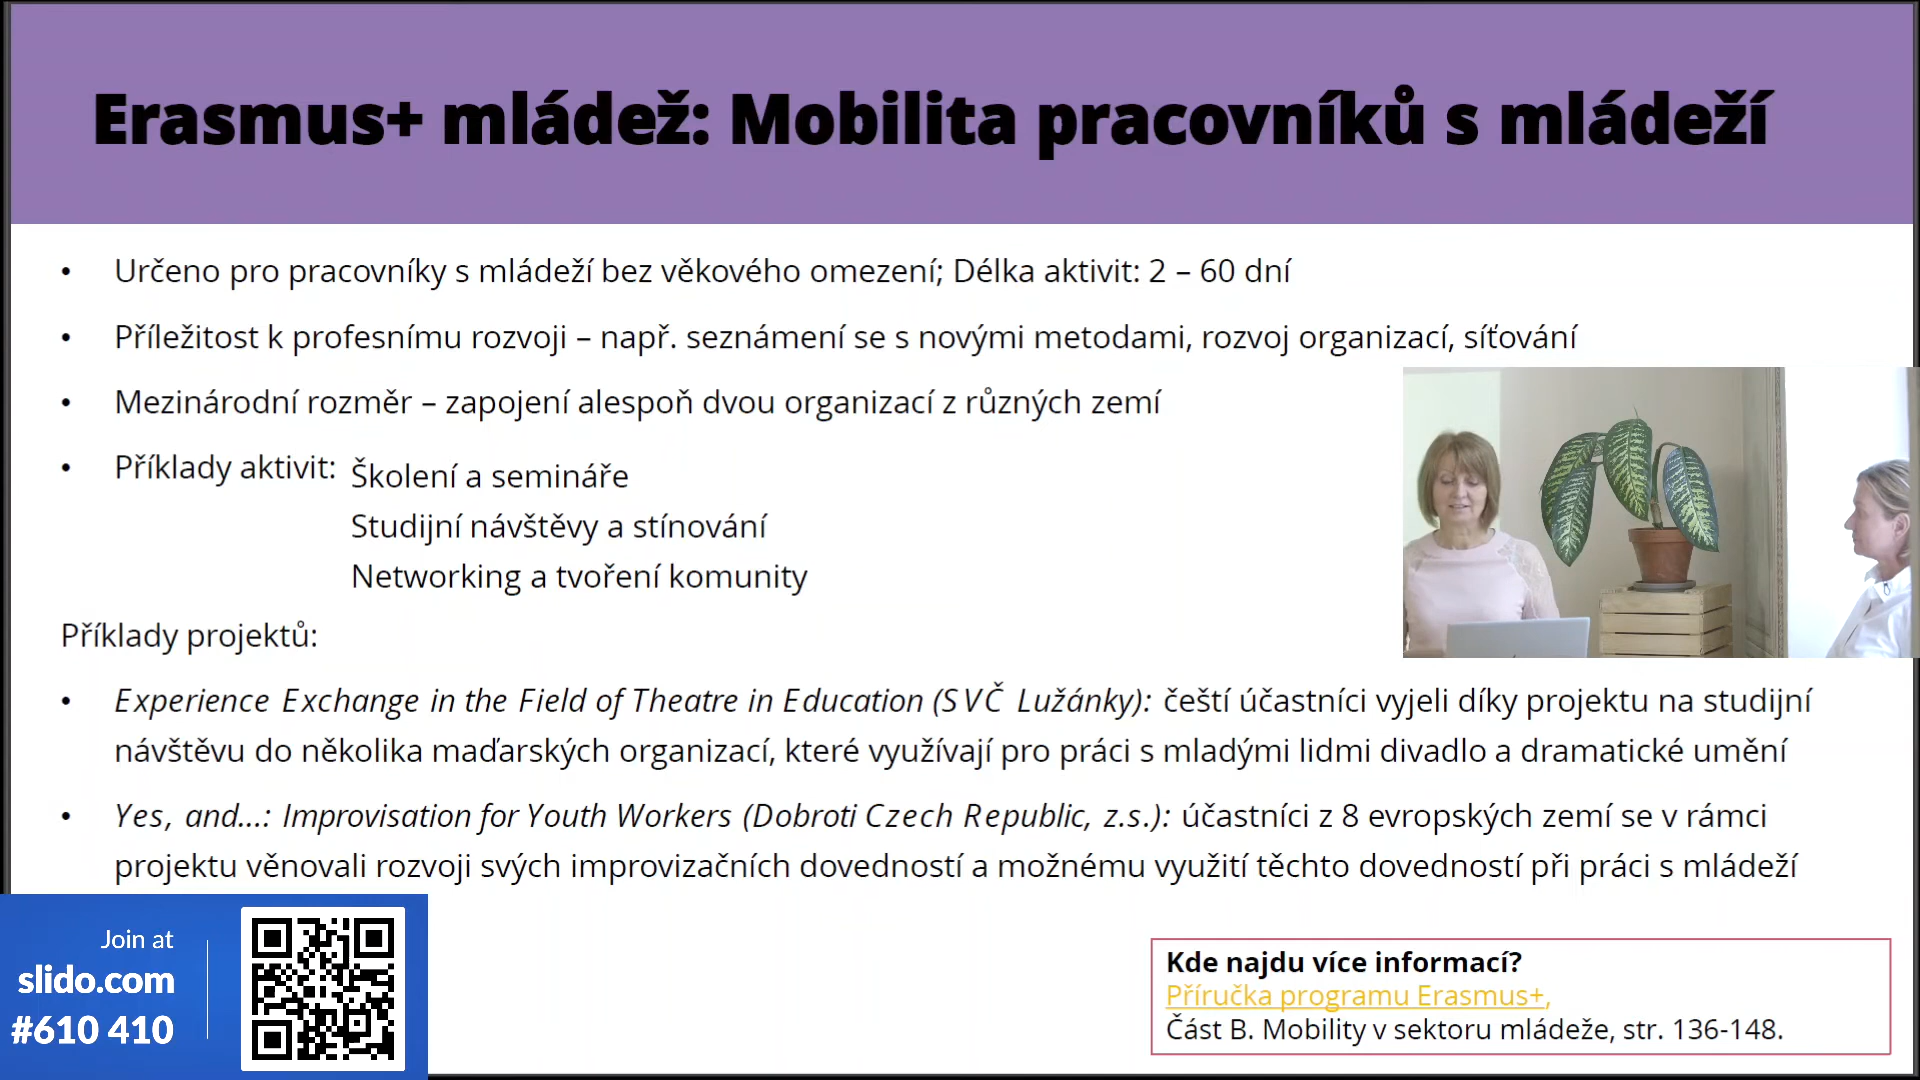 Erasmus+ mládež: Mobilita pracovníků s mládeží
• Určeno pro pracovníky s mládeží bez věkového omezení; Délka aktivit: 2 – 60 dní
• Příležitost k profesnímu rozvoji – např. seznámení se s novými metodami, rozvoj organizací, síťování
• Mezinárodní rozměr – zapojení alespoň dvou organizací z různých zemí
• Příklady aktivit:
Školení a semináře
Studijní návštěvy a stínování
Networking a tvoření komunity
Příklady projektů:
• Experience Exchange in the Field of Theatre in Education (SVČ Lužánky): čeští účastníci vyjeli díky projektu na studijní
návštěvu do několika maďarských organizací, které využívají pro práci s mladými lidmi divadlo a dramatické umění
• Yes, and...: Improvisation for Youth Workers (Dobroti Czech Republic, z.s.): účastníci z 8 evropských zemí se v rámci
projektu věnovali rozvoji svých improvizačních dovedností a možnému využití těchto dovedností při práci s mládeží
Join at
slido.com
#610 410
Kde najdu více informací?
Příručka programu Erasmus+,
Část B. Mobility v sektoru mládeže, str. 136-148.